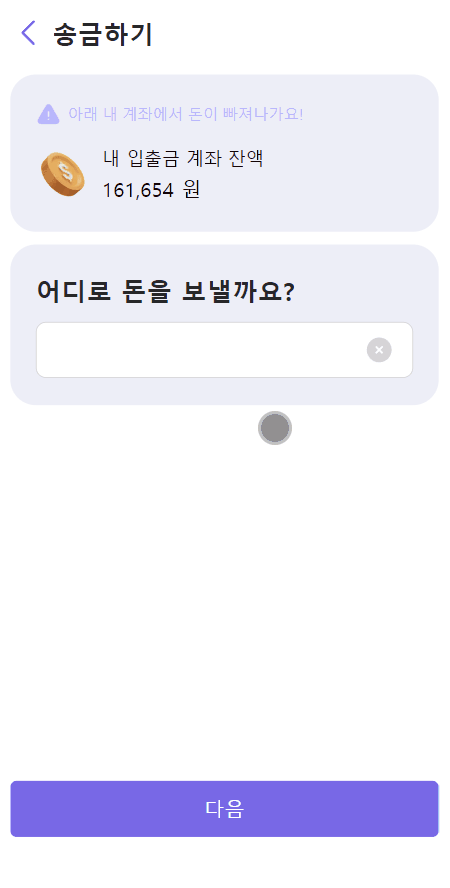 송금하기
아래 내 계좌에서 돈이 빠져나가요!
내 입출금 계좌 잔액
161,654 원
어디로 돈을 보낼까요?
다음